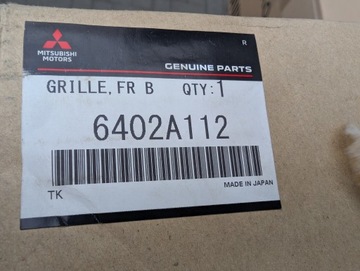 R
MITSUBISHI
MOTORS
GENUINE PARTS
GRILLE,FR B QTY:1
6402A112
MADE IN JAPAN
TK